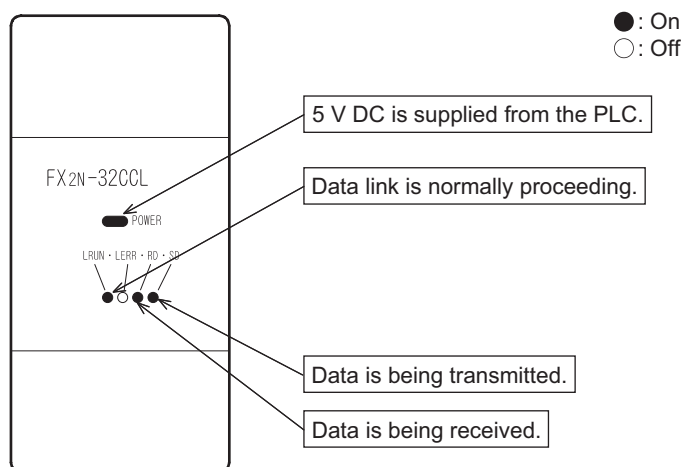 ●: On
○: Off
5 V DC is supplied from the PLC.
FX2N-32CCL
Data link is normally proceeding.
POWER
LRUN・LERR・RD・SD
Data is being transmitted.
Data is being received.